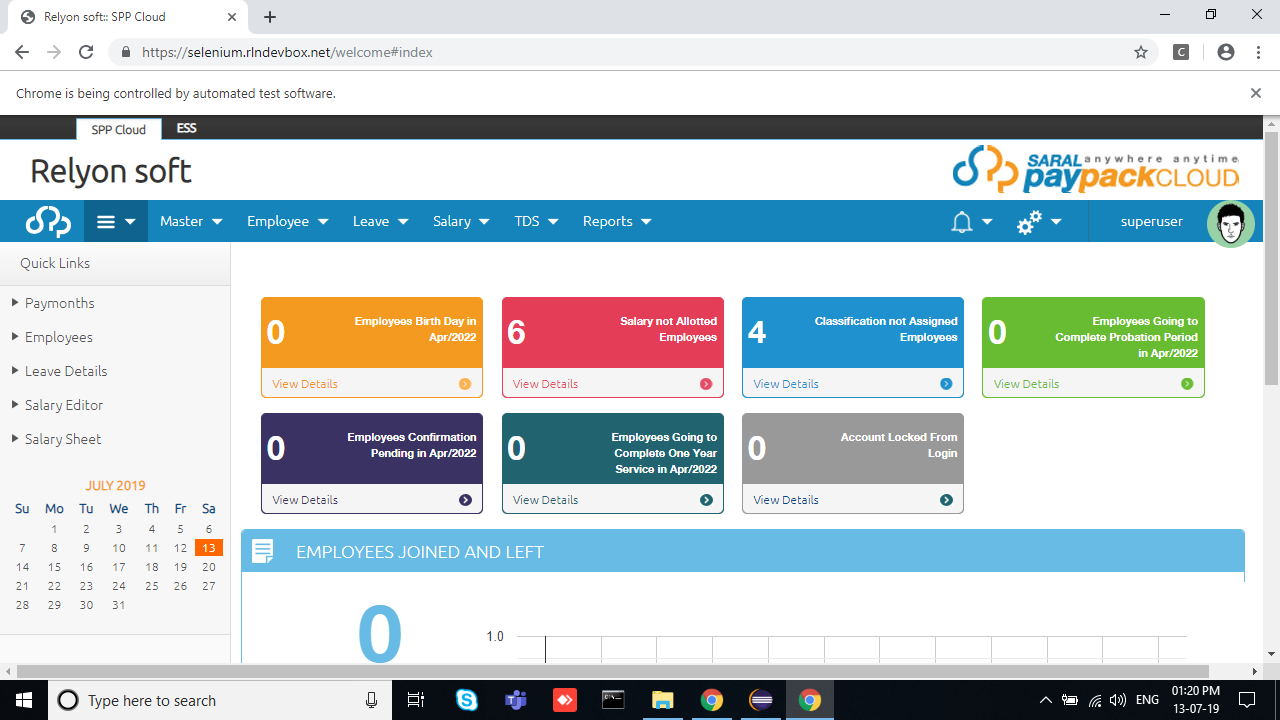 Relyon soft:: SPP Cloud
https://selenium.rlndevbox.net/welcome#index
C
Chrome is being controlled by automated test software.
SPP Cloud ESS
Relyon soft
SARAL anywhere anytime
paypackCLOUD
Master Employee Leave Salary TDS Reports superuser
Quick Links
Paymonths
Employees
Leave Details
Salary Editor
Salary Sheet
JULY 2019
Su Mo Tu We Th Fr Sa
1 2 3 4 5 6
7 8 9 10 11 12 13
14 15 16 17 18 19 20
21 22 23 24 25 26 27
28 29 30 31
0
Employees Birth Day in
Apr/2022
View Details
6
Salary not Allotted
Employees
View Details
4
Classification not Assigned
Employees
View Details
0
Employees Going to
Complete Probation Period
in Apr/2022
View Details
0
Employees Confirmation
Pending in Apr/2022
View Details
0
Employees Going to
Complete One Year
Service in Apr/2022
View Details
0
Account Locked From
Login
View Details
EMPLOYEES JOINED AND LEFT
0
1.0
Type here to search
ENG
01:20 PM
13-07-19